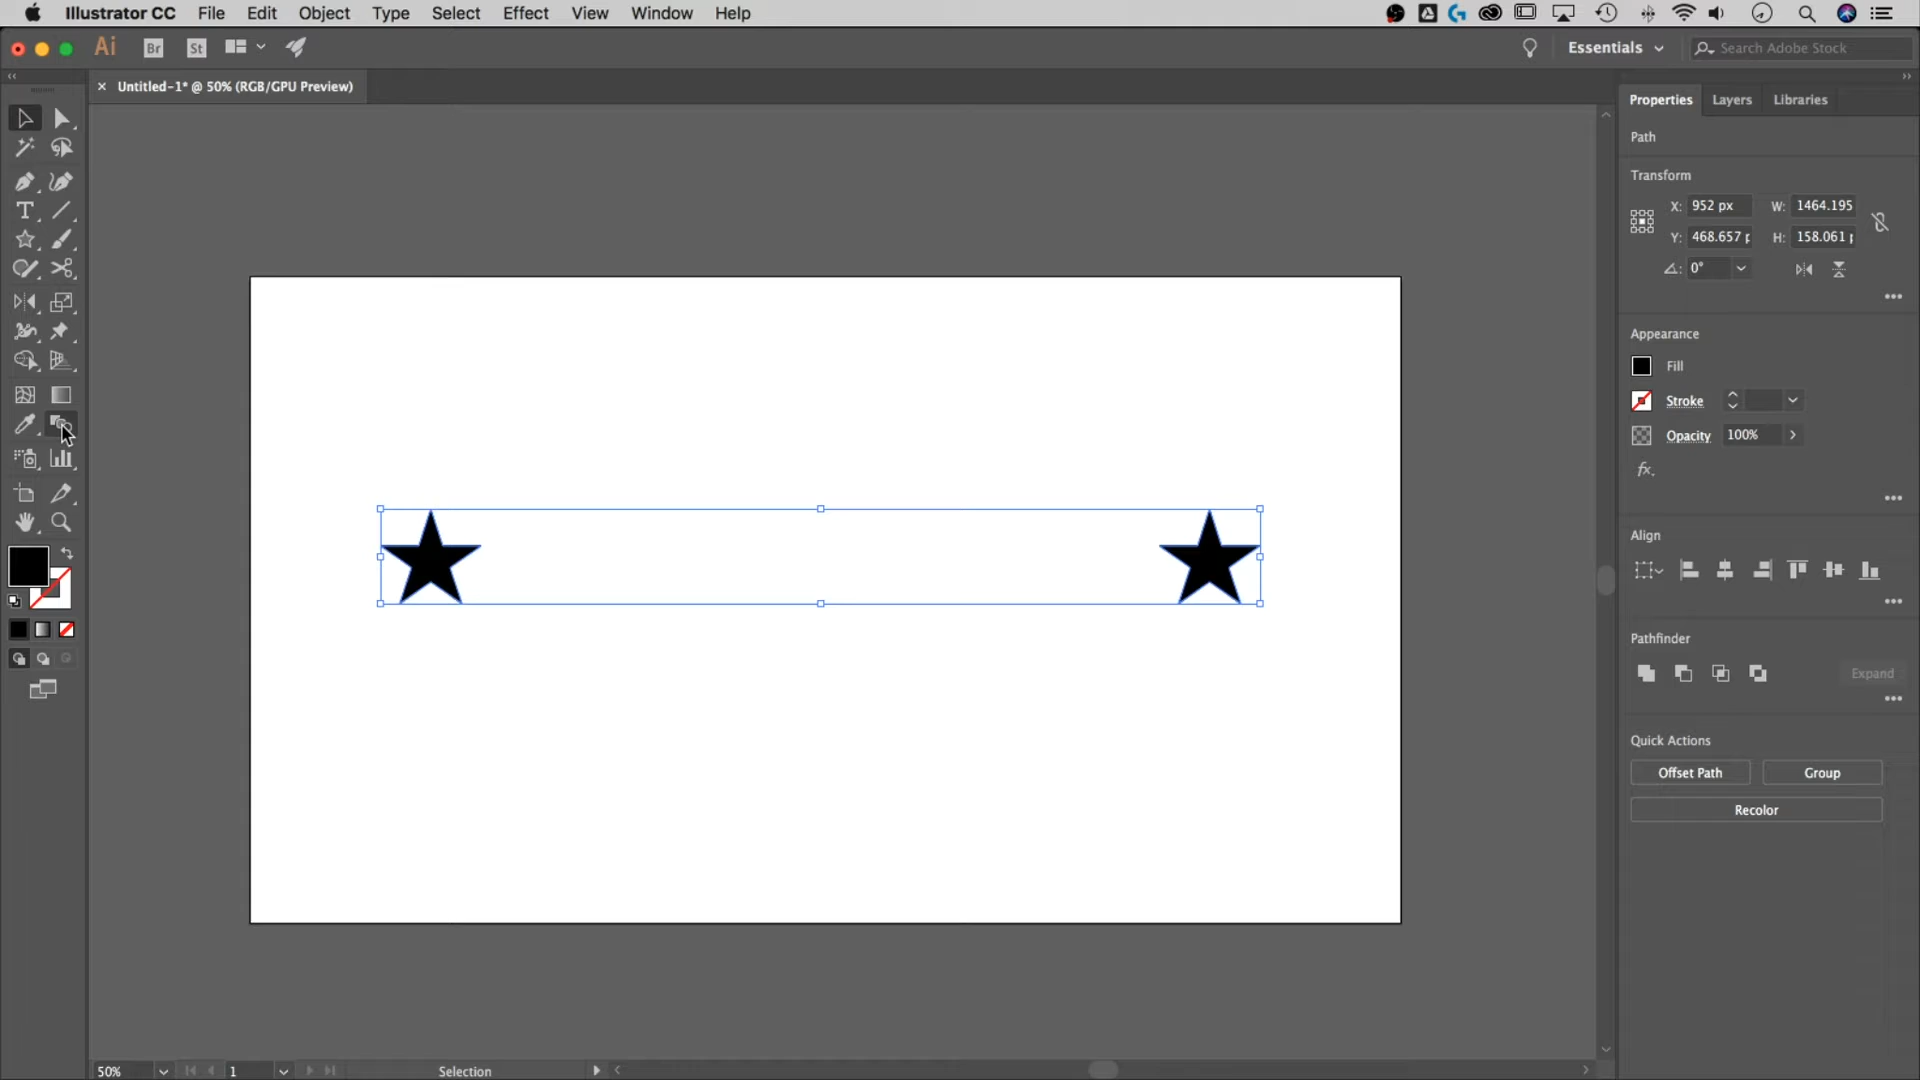 Illustrator CC File Edit Object Type Select Effect View Window Help
Ai Br St Essentials Search Adobe Stock
Untitled-1* @ 50% (RGB/GPU Preview)
Properties Layers Libraries
Path
Transform
X: 952 px W: 1464.195
Y: 468.657 p H: 158.061 p
0°
Appearance
Fill
Stroke
Opacity 100%
fx.
Align
Pathfinder
Expand
Quick Actions
Offset Path Group
Recolor
50% 1 Selection